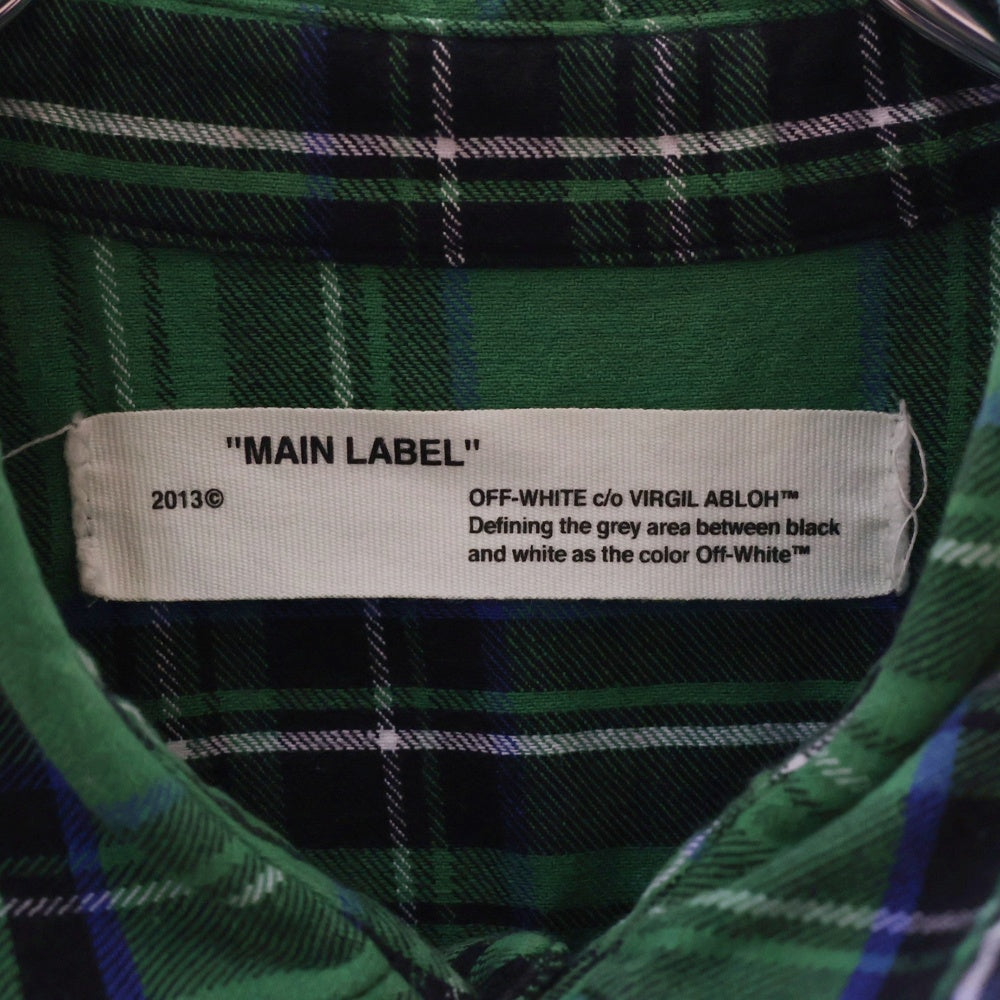 "MAIN LABEL"
2013©
OFF-WHITE c/o VIRGIL ABLOH™
Defining the grey area between black
and white as the color Off-White™